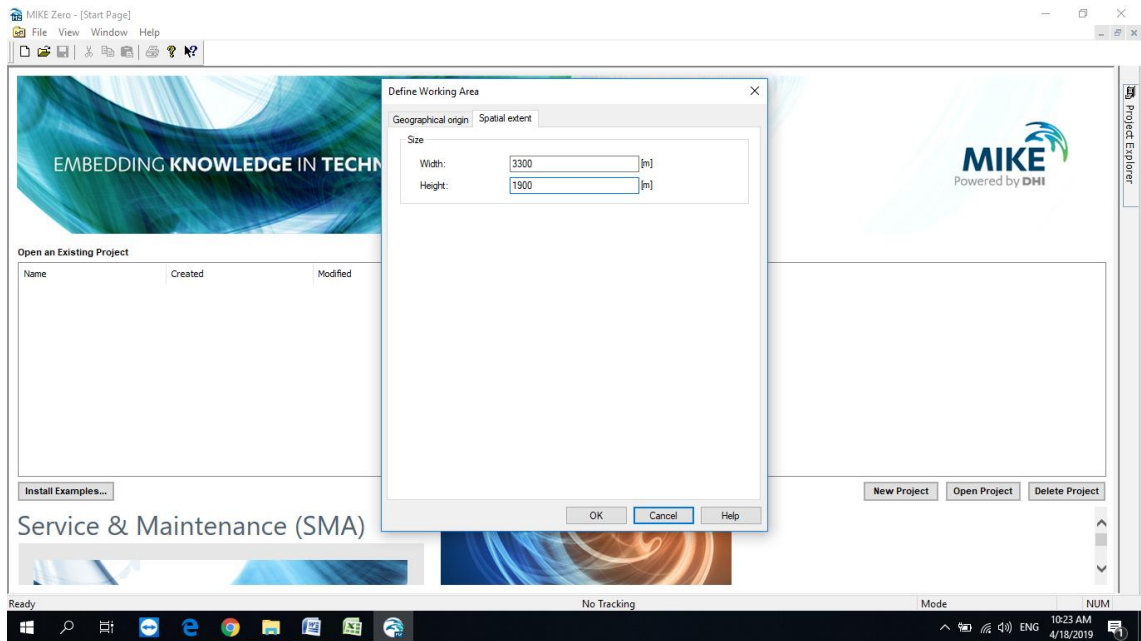 MIKE Zero - [Start Page]
File View Window Help
EMBEDDING KNOWLEDGE IN TECHN
MIKE
Powered by DHI
Project Explorer
Define Working Area
Geographical origin Spatial extent
Size
Width: 3300 [m]
Height: 1900 [m]
OK Cancel Help
Open an Existing Project
Name Created Modified
Install Examples... New Project Open Project Delete Project
Service & Maintenance (SMA)
Ready No Tracking Mode NUM
ENG 10:23 AM
4/18/2019